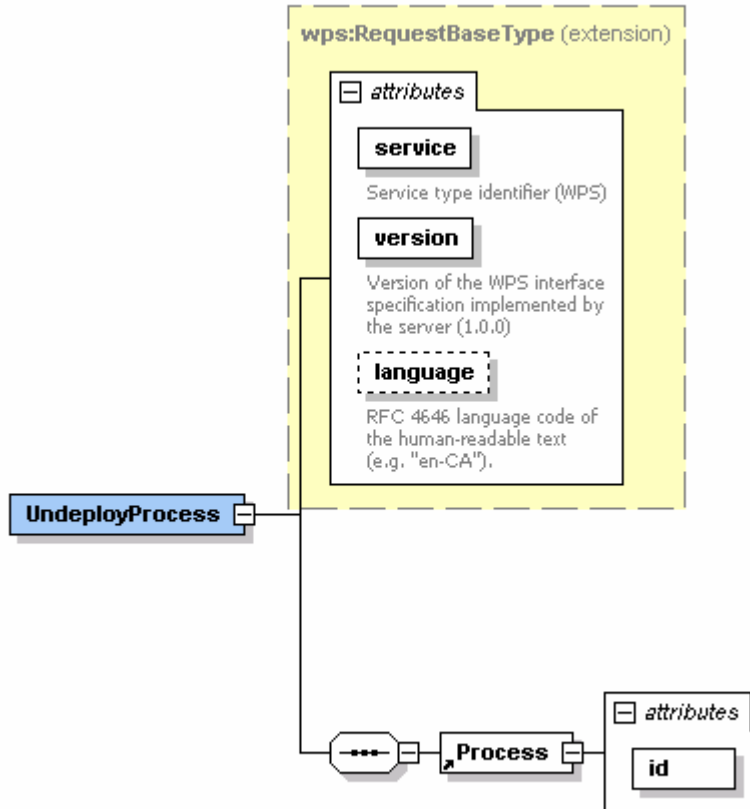 wps:RequestBaseType (extension)
attributes
service
Service type identifier (WPS)
version
Version of the WPS interface
specification implemented by
the server (1.0.0)
language
RFC 4646 language code of
the human-readable text
(e.g. "en-CA").
UndeployProcess
attributes
Process
id